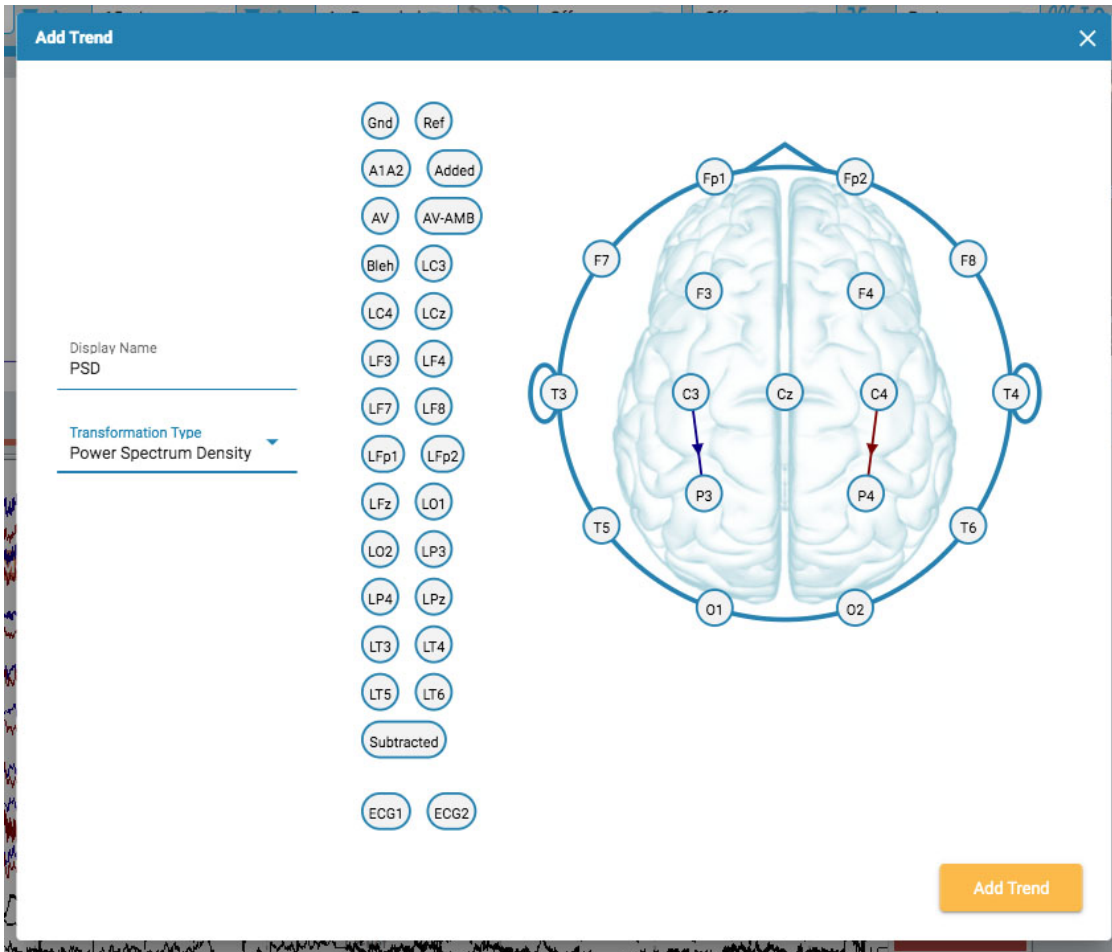 Add Trend
Gnd Ref
A1A2 Added
AV AV-AMB
Bleh LC3
LC4 LCz
LF3 LF4
LF7 LF8
LFp1 LFp2
LFz LO1
LO2 LP3
LP4 LPz
LT3 LT4
LT5 LT6
Subtracted
ECG1 ECG2
Display Name
PSD
Transformation Type
Power Spectrum Density
Fp1 Fp2
F7 F8
F3 F4
T3 C3 Cz C4 T4
P3 P4
T5 T6
O1 O2
Add Trend